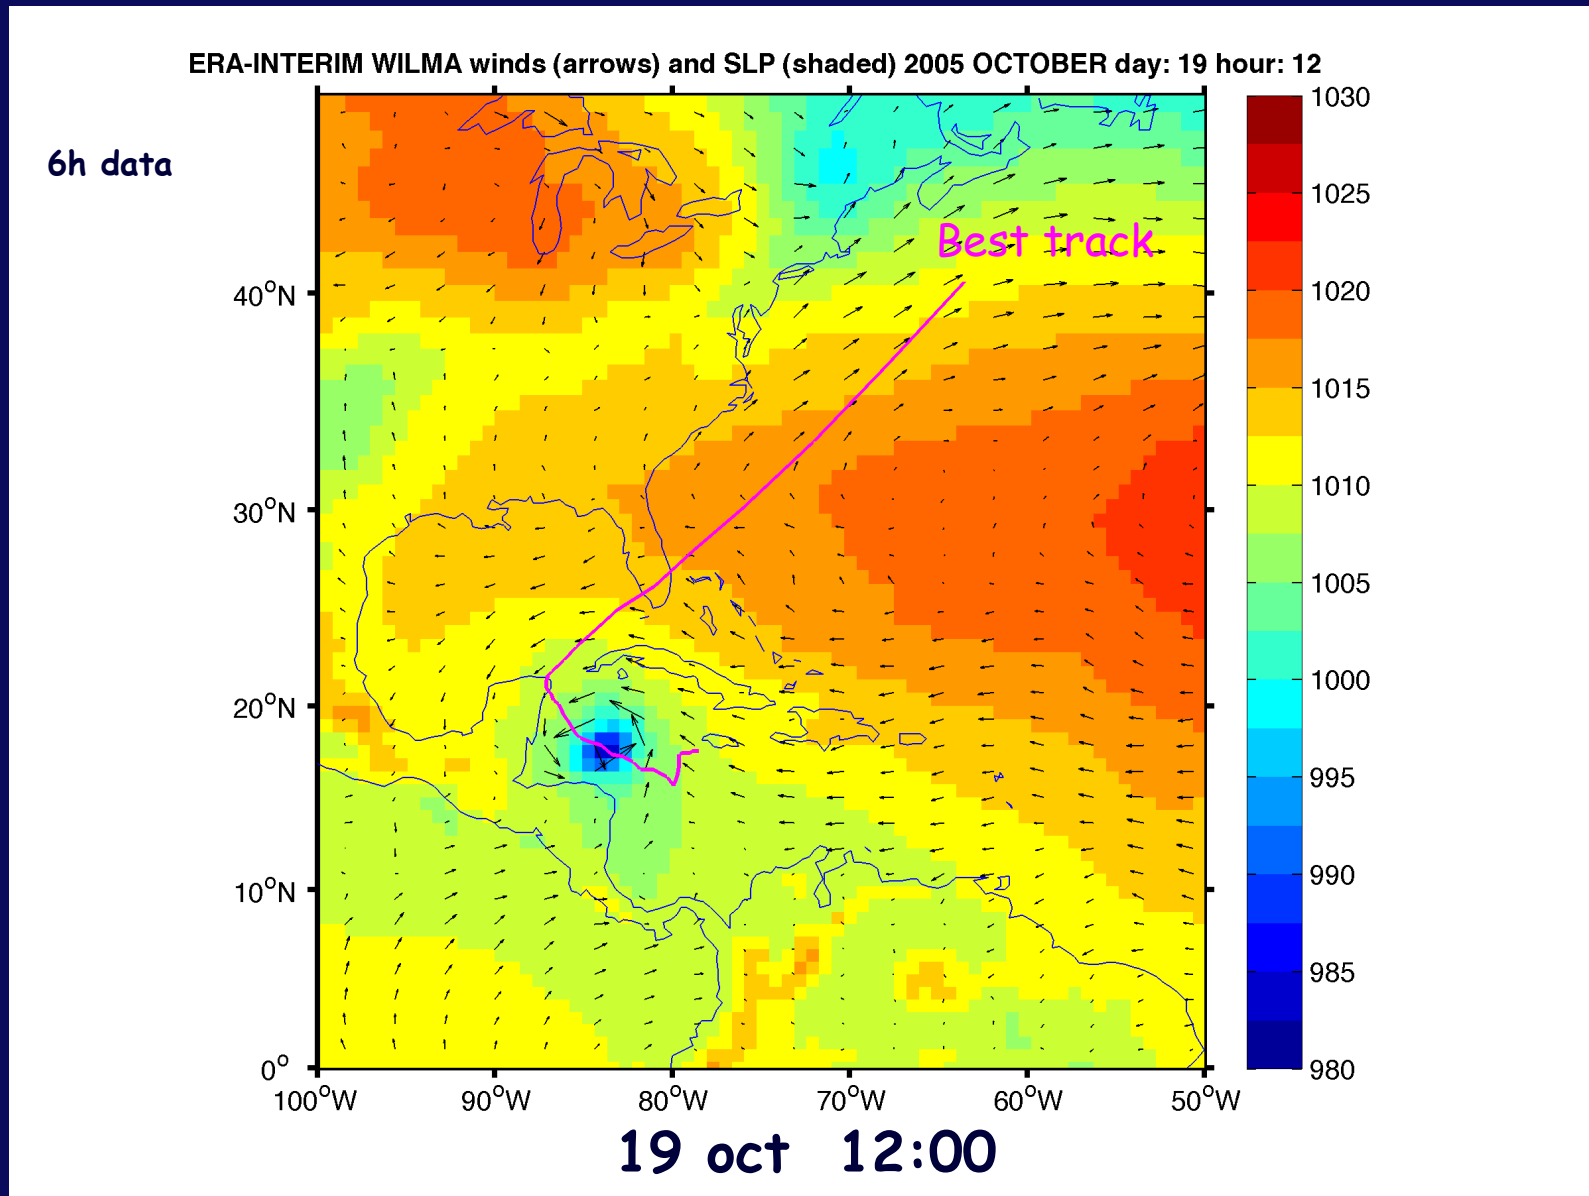 ERA-INTERIM WILMA winds (arrows) and SLP (shaded) 2005 OCTOBER day: 19 hour: 12
6h data
Best track
40°N
30°N
20°N
10°N
0°
100°W 90°W 80°W 70°W 60°W 50°W
1030
1025
1020
1015
1010
1005
1000
995
990
985
980
19 oct 12:00